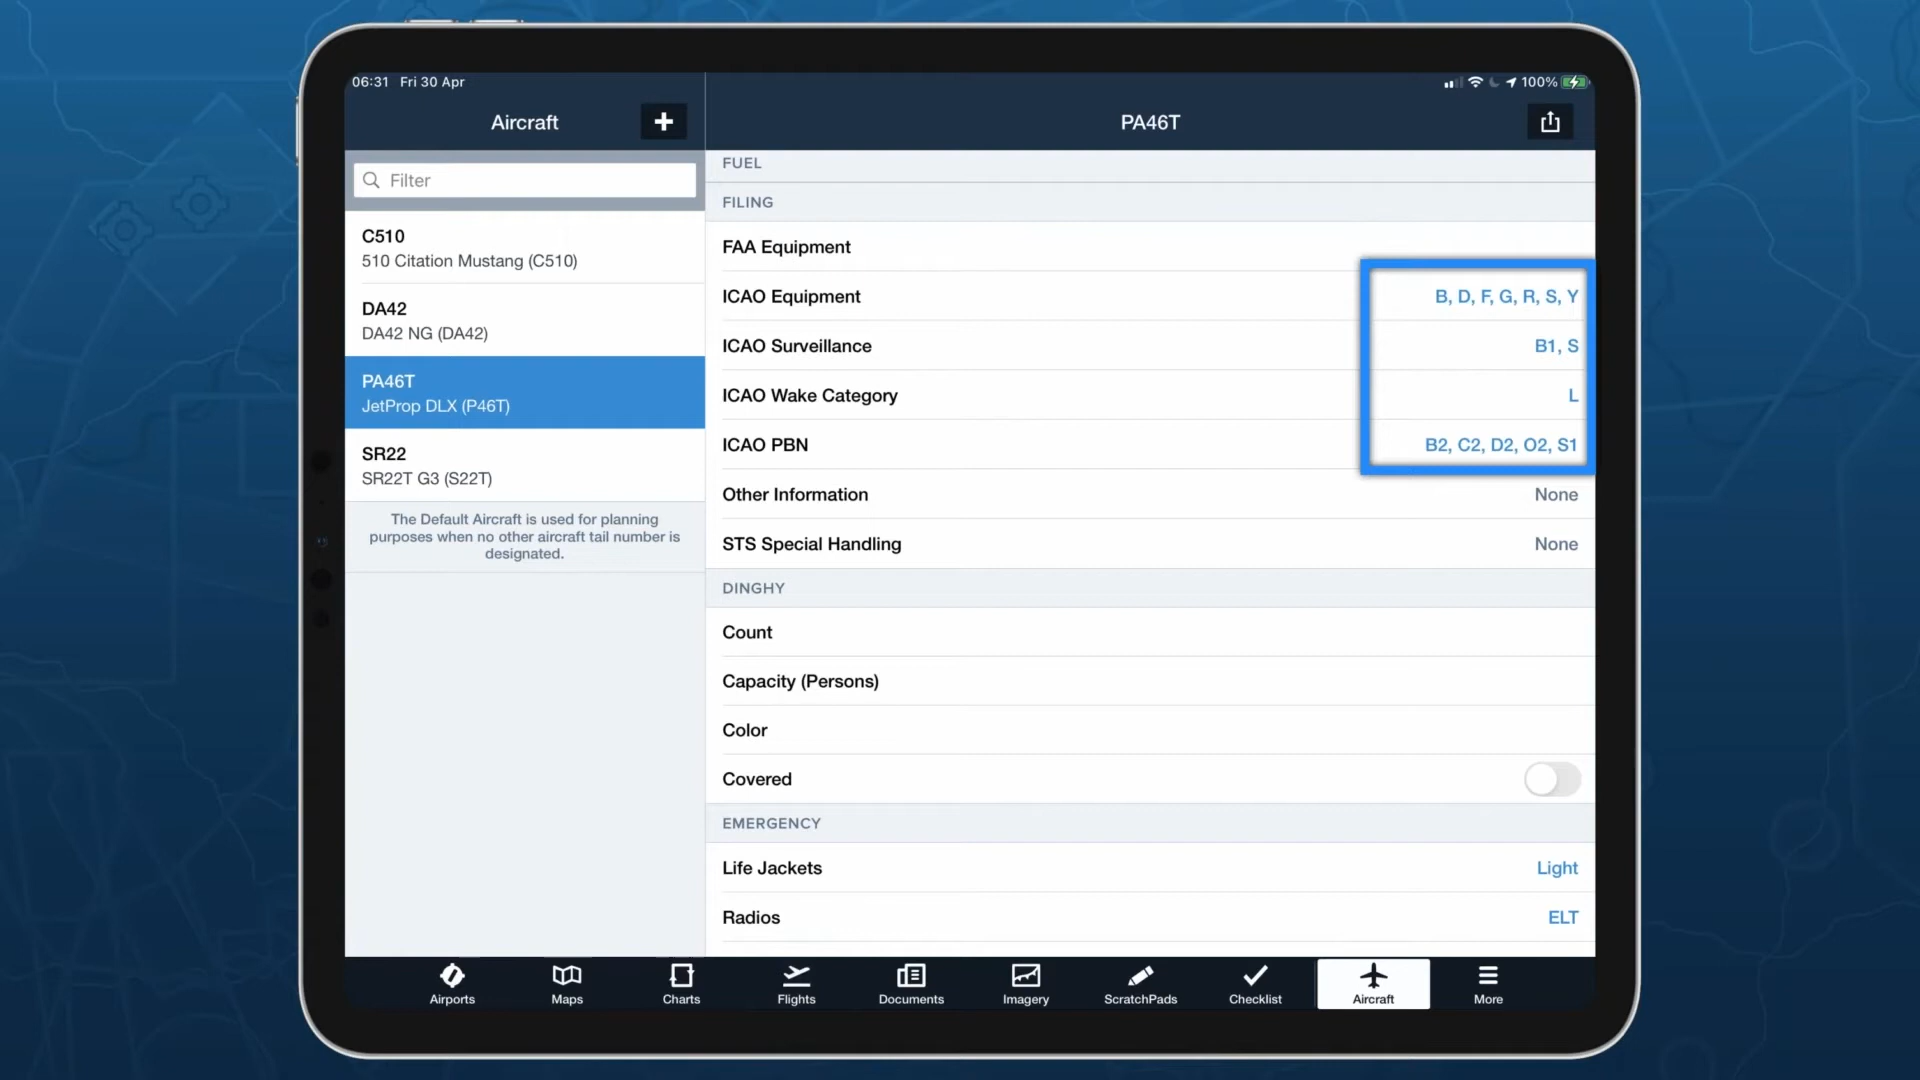 06:31 Fri 30 Apr
100%
Aircraft
PA46T
Filter
C510
510 Citation Mustang (C510)
DA42
DA42 NG (DA42)
PA46T
JetProp DLX (P46T)
SR22
SR22T G3 (S22T)
The Default Aircraft is used for planning
purposes when no other aircraft tail number is
designated.
FUEL
FILING
FAA Equipment
ICAO Equipment B, D, F, G, R, S, Y
ICAO Surveillance B1, S
ICAO Wake Category L
ICAO PBN B2, C2, D2, O2, S1
Other Information None
STS Special Handling None
DINGHY
Count
Capacity (Persons)
Color
Covered
EMERGENCY
Life Jackets Light
Radios ELT
Airports Maps Charts Flights Documents Imagery ScratchPads Checklist Aircraft More